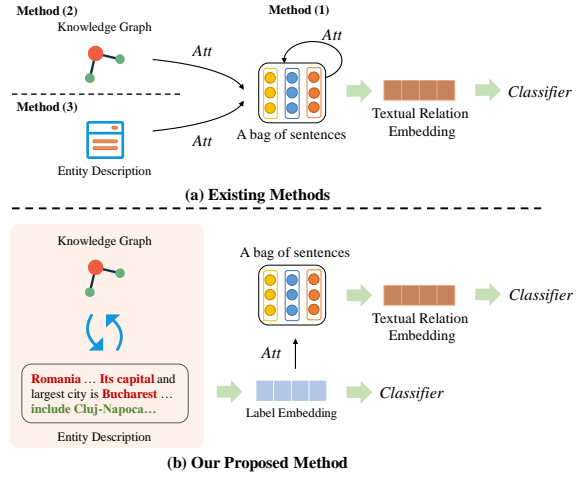 Method (2)
Knowledge Graph
Att
Method (1)
Att
A bag of sentences
Textual Relation
Embedding
Classifier
Method (3)
Att
Entity Description
(a) Existing Methods
Knowledge Graph
Romania … Its capital and
largest city is Bucharest …
include Cluj-Napoca…
Entity Description
A bag of sentences
Textual Relation
Embedding
Classifier
Att
Label Embedding
Classifier
(b) Our Proposed Method